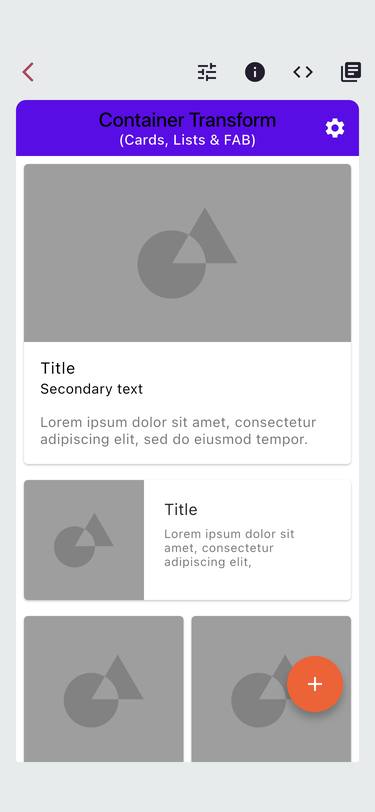 Container Transform
(Cards, Lists & FAB)
Title
Secondary text
Lorem ipsum dolor sit amet, consectetur
adipiscing elit, sed do eiusmod tempor.
Title
Lorem ipsum dolor sit
amet, consectetur
adipiscing elit,